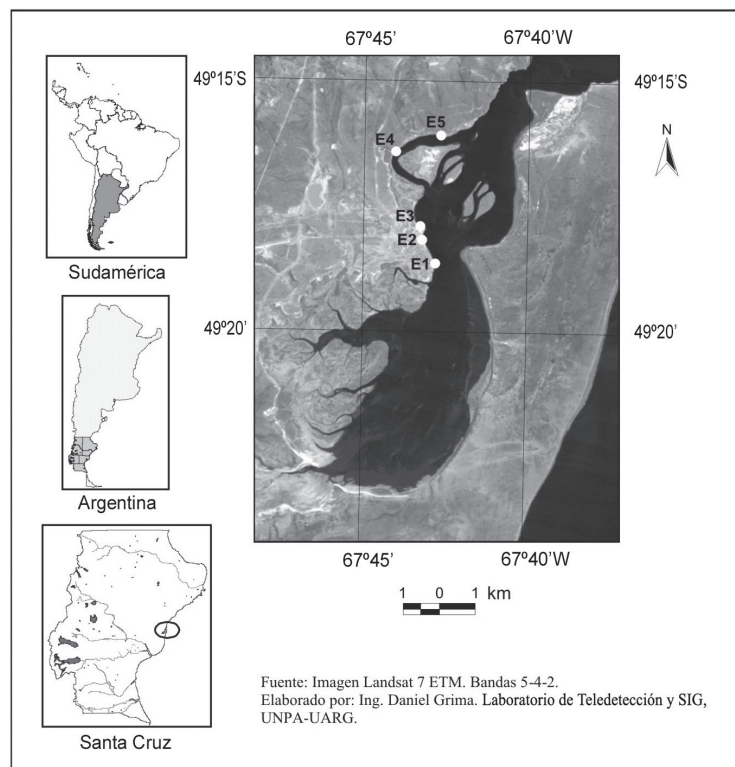 67º45'
67º40'W
49º15'S
49º15'S
E5
E4
N
E3
E2
E1
Sudamérica
49º20'
49º20'
Argentina
67º45'
67º40'W
1 0 1 km
Fuente: Imagen Landsat 7 ETM. Bandas 5-4-2.
Elaborado por: Ing. Daniel Grima. Laboratorio de Teledetección y SIG,
UNPA-UARG.
Santa Cruz